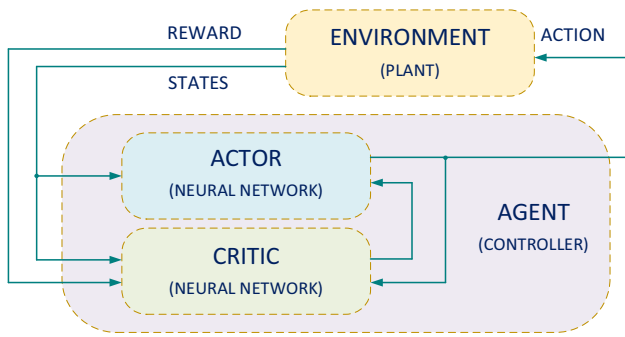 REWARD
ENVIRONMENT
(PLANT)
ACTION
STATES
ACTOR
(NEURAL NETWORK)
AGENT
(CONTROLLER)
CRITIC
(NEURAL NETWORK)